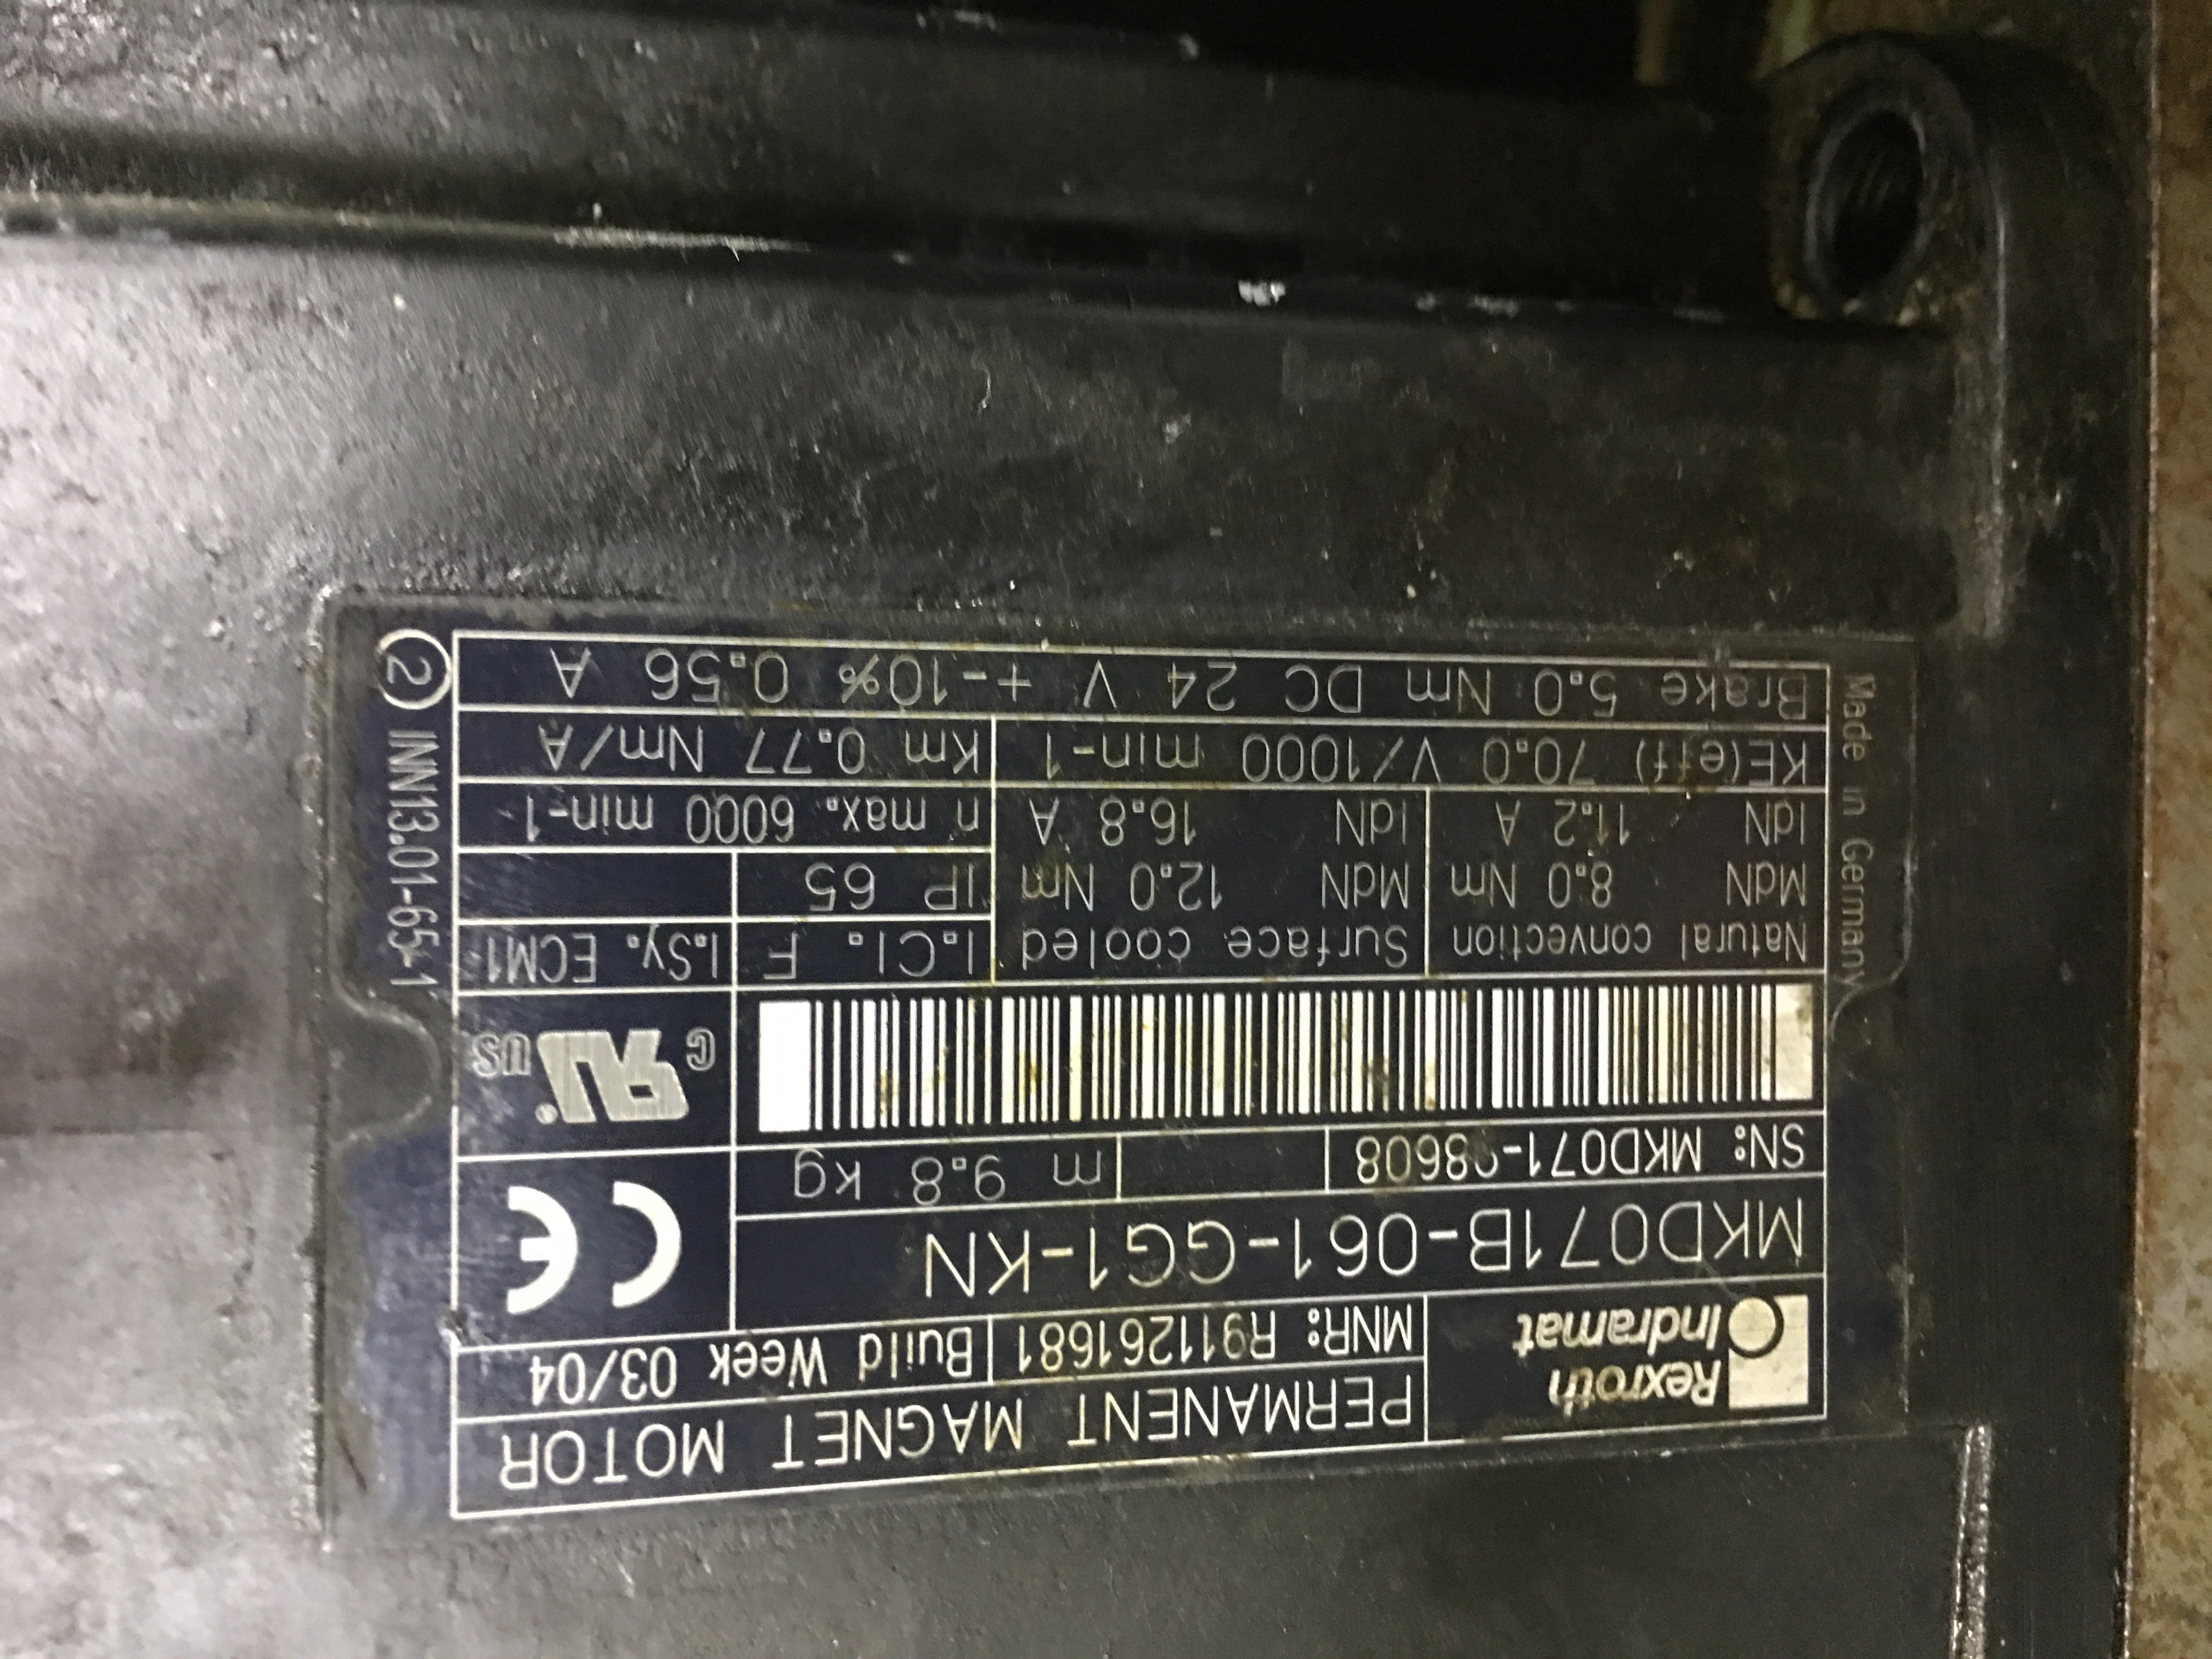 Rexroth
Indramat
PERMANENT MAGNET MOTOR
MNR: R911261681
Build Week 03/04
MKD071B-061-GG1-KN
CE
SN:
m 9.8 kg
c RU US
Natural convection
MdN 8.0 Nm
IdN 11.2 A
Surface cooled
MdN 12.0 Nm
IdN 16.8 A
I.Cl. F
I.Sy. ECM1
IP 65
n max. 6000 min-1
KE(eff) 70.0 V/1000 min-1
Km 0.77 Nm/A
Brake 5.0 Nm DC 24 V +-10% 0.56 A
Made in Germany
2 INN13.01-65-1